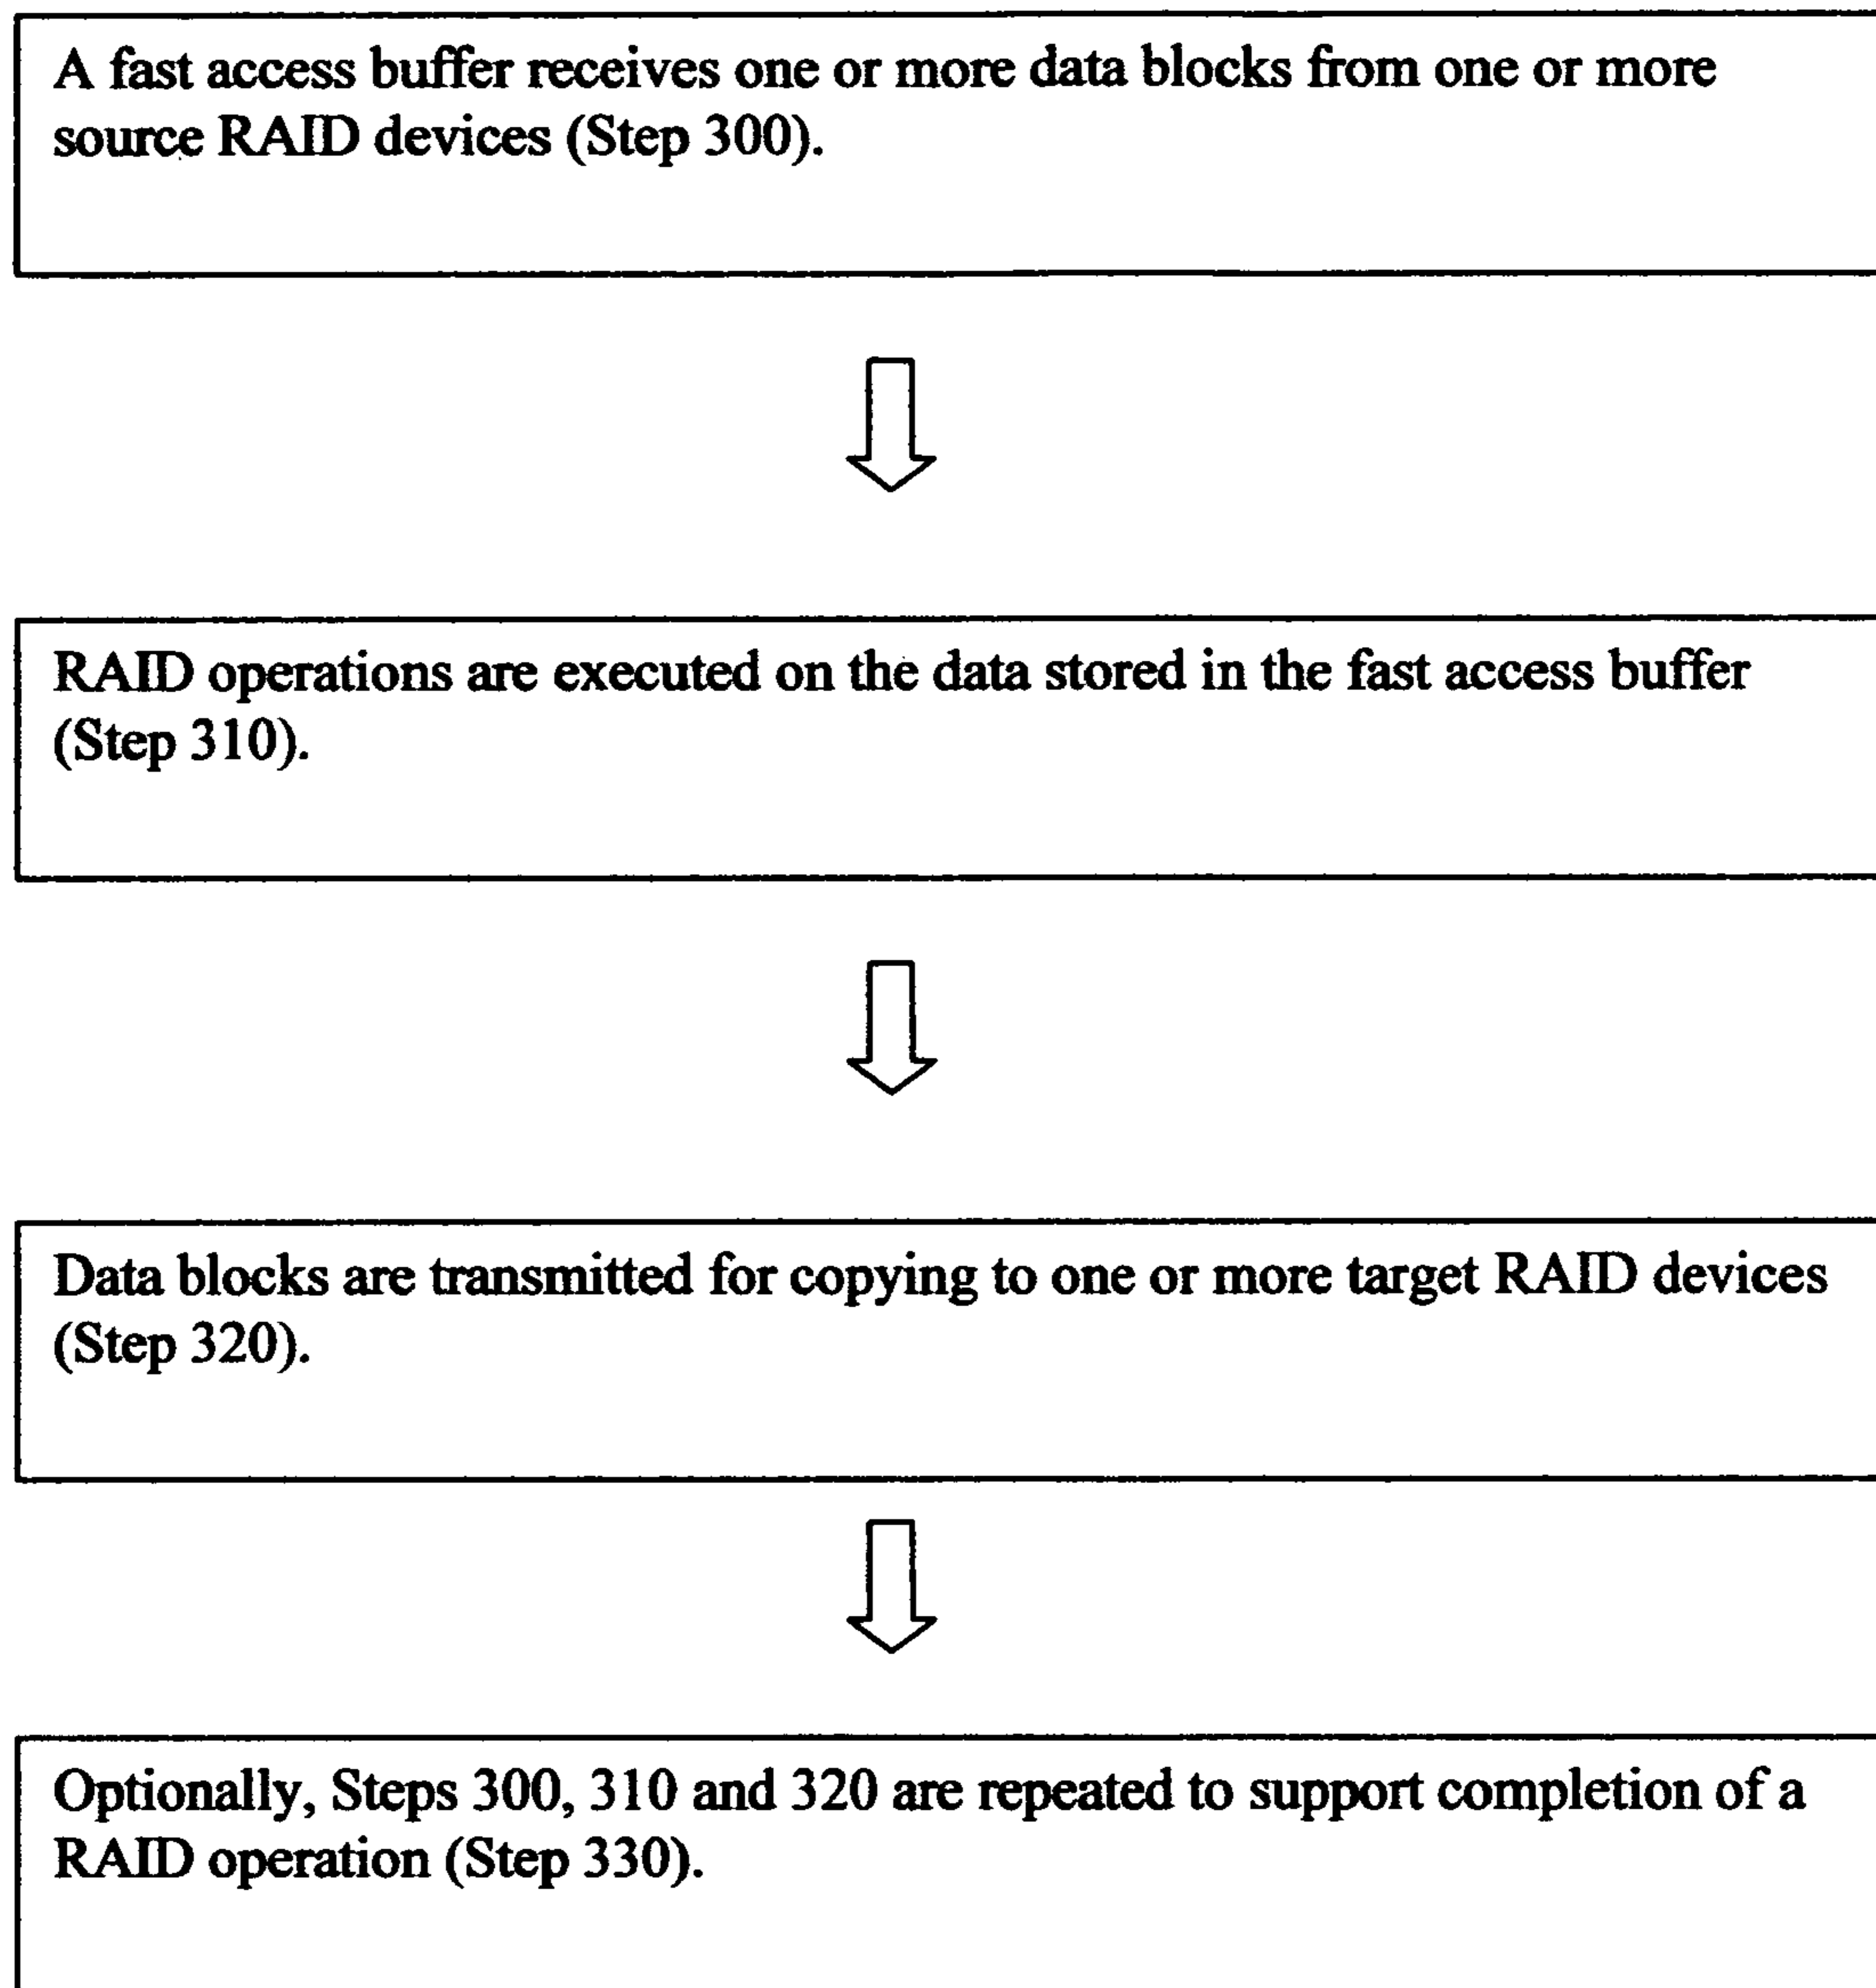 A fast access buffer receives one or more data blocks from one or more
source RAID devices (Step 300).
RAID operations are executed on the data stored in the fast access buffer
(Step 310).
Data blocks are transmitted for copying to one or more target RAID devices
(Step 320).
Optionally, Steps 300, 310 and 320 are repeated to support completion of a
RAID operation (Step 330).